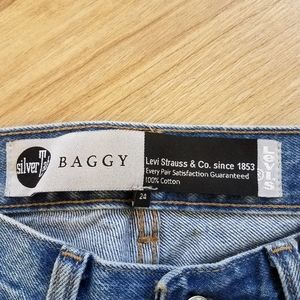 silverTab
BAGGY
Levi Strauss & Co. since 1853
Every Pair Satisfaction Guaranteed
100% Cotton
LEVI'S
24